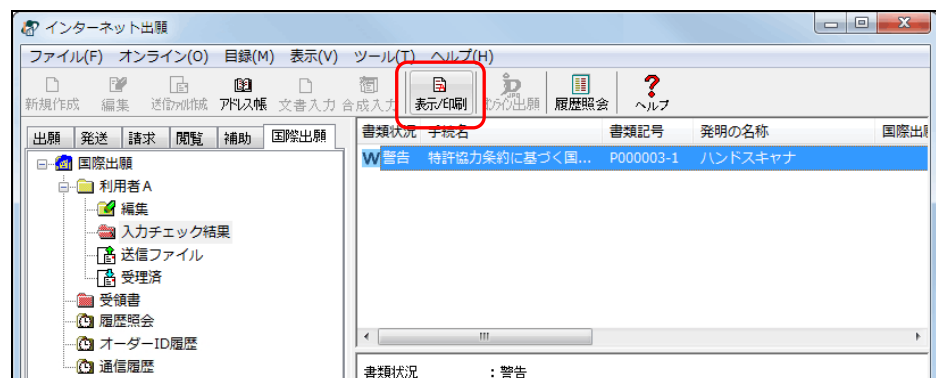 インターネット出願
ファイル(F) オンライン(O) 目録(M) 表示(V) ツール(T) ヘルプ(H)
新規作成 編集 送信ファイル作成 アドレス帳 文書入力 合成入力 表示/印刷 オンライン出願 履歴照会 ヘルプ
出願 発送 請求 閲覧 補助 国際出願
国際出願
利用者A
編集
入力チェック結果
送信ファイル
受理済
受領書
履歴照会
オーダーID履歴
通信履歴
書類状況 手続名 書類記号 発明の名称 国際出
W警告 特許協力条約に基づく国... P000003-1 ハンドスキャナ
書類状況 : 警告